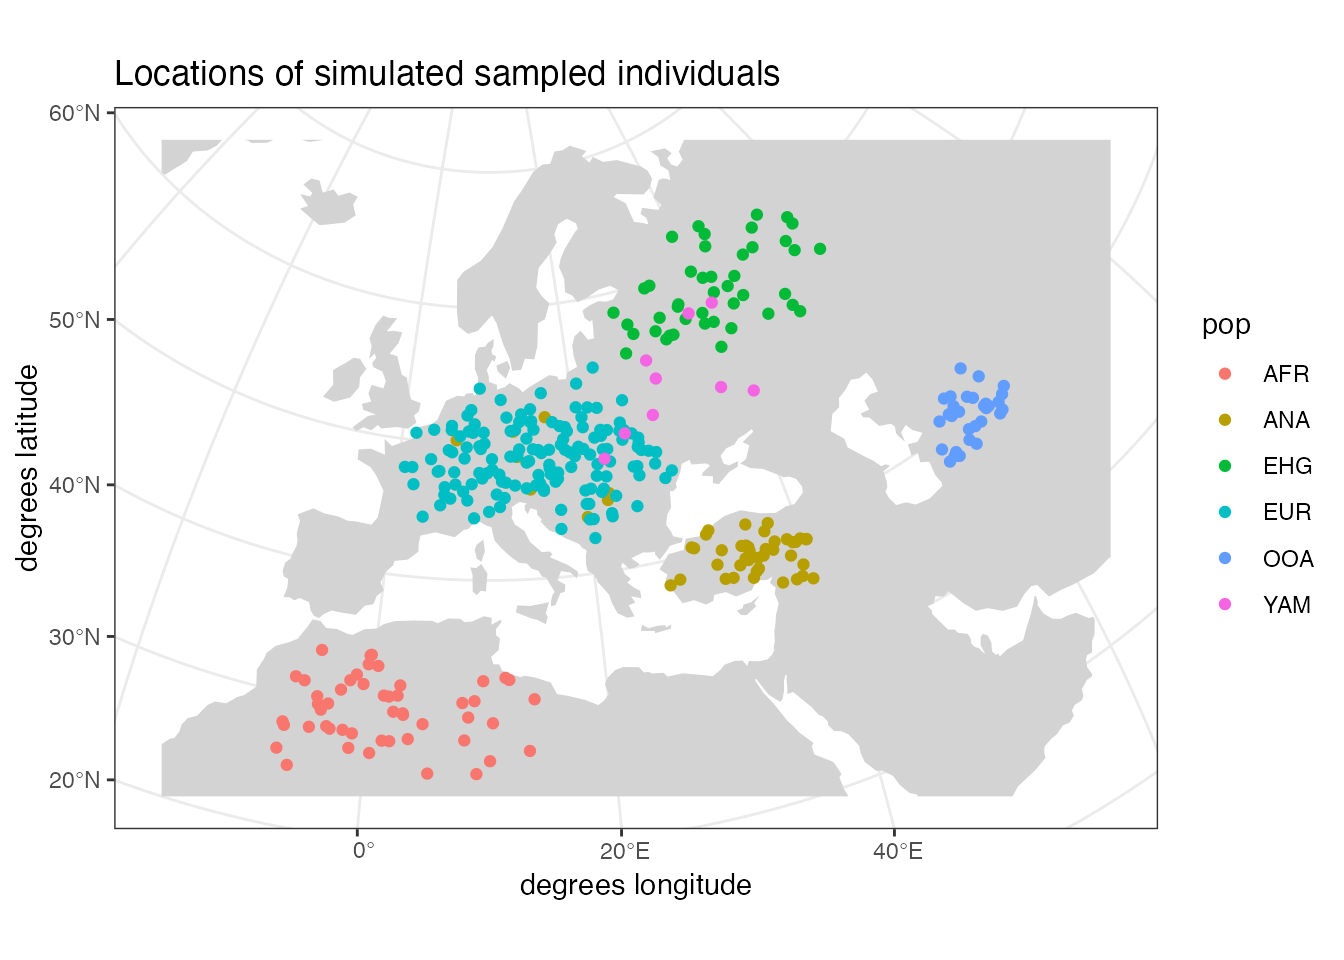 Locations of simulated sampled individuals
60°N
50°N
40°N
30°N
20°N
degrees latitude
0°
20°E
40°E
degrees longitude
pop
AFR
ANA
EHG
EUR
OOA
YAM